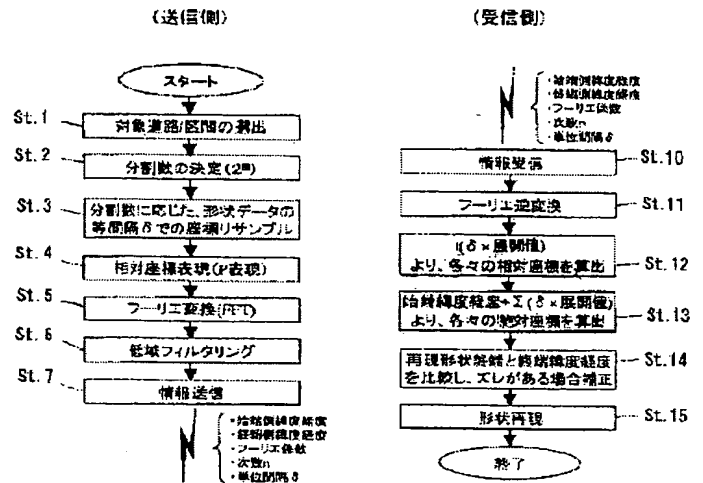 (送信側)
スタート
St.1
対象道路/区間の算出
St.2
分割数の決定(2ᵐ)
St.3
分割数に応じた、形状データの
等間隔δでの座標リサンプル
St.4
相対座標表現(P表現)
St.5
フーリエ変換(FFT)
St.6
低域フィルタリング
St.7
情報送信
・始端側緯度経度
・終端側緯度経度
・フーリエ係数
・次数n
・単位間隔δ
(受信側)
・始端側緯度経度
・終端側緯度経度
・フーリエ係数
・次数n
・単位間隔δ
情報受信
St.10
フーリエ逆変換
St.11
(δ×展開値)
より、各々の相対座標を算出
St.12
始端緯度経度+Σ(δ×展開値)
より、各々の絶対座標を算出
St.13
再現形状終端と終端緯度経度
を比較し、ズレがある場合補正
St.14
形状再現
St.15
終了